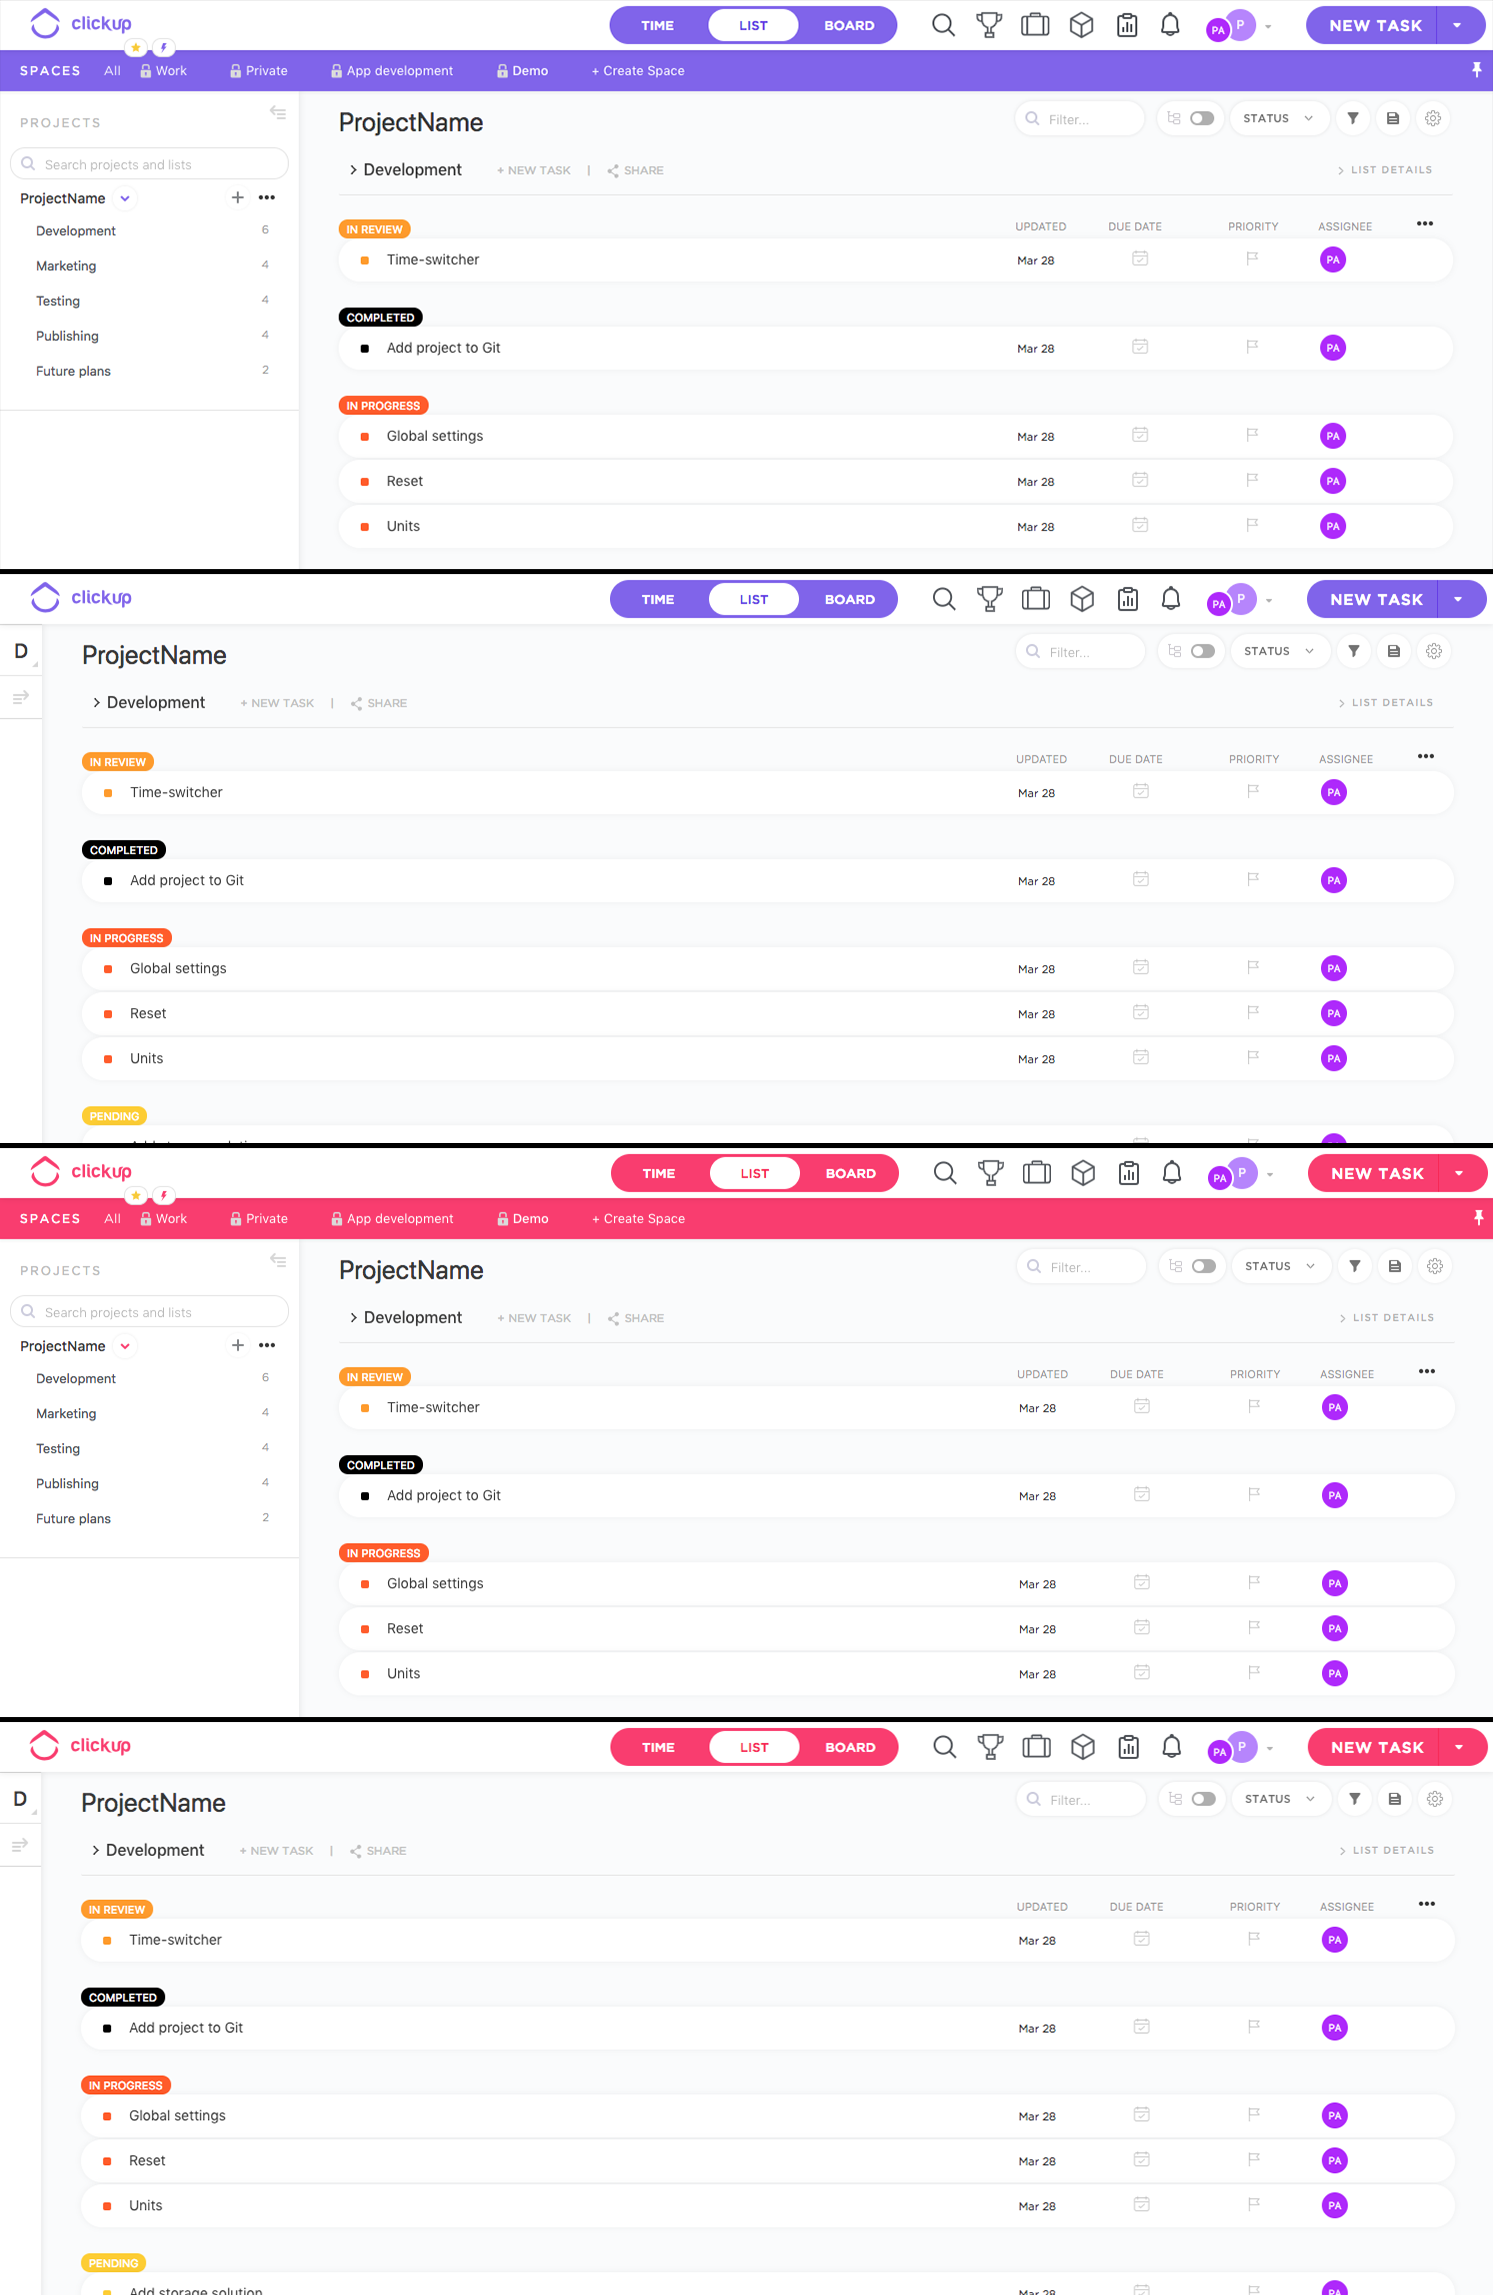 clickup TIME LIST BOARD PA P NEW TASK
SPACES All Work Private App development Demo + Create Space
PROJECTS
Search projects and lists
ProjectName
Development 6
Marketing 4
Testing 4
Publishing 4
Future plans 2
ProjectName Filter... STATUS
Development + NEW TASK | SHARE LIST DETAILS
IN REVIEW UPDATED DUE DATE PRIORITY ASSIGNEE
Time-switcher Mar 28 PA
COMPLETED
Add project to Git Mar 28 PA
IN PROGRESS
Global settings Mar 28 PA
Reset Mar 28 PA
Units Mar 28 PA
clickup TIME LIST BOARD PA P NEW TASK
D
ProjectName Filter... STATUS
Development + NEW TASK | SHARE LIST DETAILS
IN REVIEW UPDATED DUE DATE PRIORITY ASSIGNEE
Time-switcher Mar 28 PA
COMPLETED
Add project to Git Mar 28 PA
IN PROGRESS
Global settings Mar 28 PA
Reset Mar 28 PA
Units Mar 28 PA
PENDING
clickup TIME LIST BOARD PA P NEW TASK
SPACES All Work Private App development Demo + Create Space
PROJECTS
Search projects and lists
ProjectName
Development 6
Marketing 4
Testing 4
Publishing 4
Future plans 2
ProjectName Filter... STATUS
Development + NEW TASK | SHARE LIST DETAILS
IN REVIEW UPDATED DUE DATE PRIORITY ASSIGNEE
Time-switcher Mar 28 PA
COMPLETED
Add project to Git Mar 28 PA
IN PROGRESS
Global settings Mar 28 PA
Reset Mar 28 PA
Units Mar 28 PA
clickup TIME LIST BOARD PA P NEW TASK
D
ProjectName Filter... STATUS
Development + NEW TASK | SHARE LIST DETAILS
IN REVIEW UPDATED DUE DATE PRIORITY ASSIGNEE
Time-switcher Mar 28 PA
COMPLETED
Add project to Git Mar 28 PA
IN PROGRESS
Global settings Mar 28 PA
Reset Mar 28 PA
Units Mar 28 PA
PENDING
Add storage solution Mar 28 PA